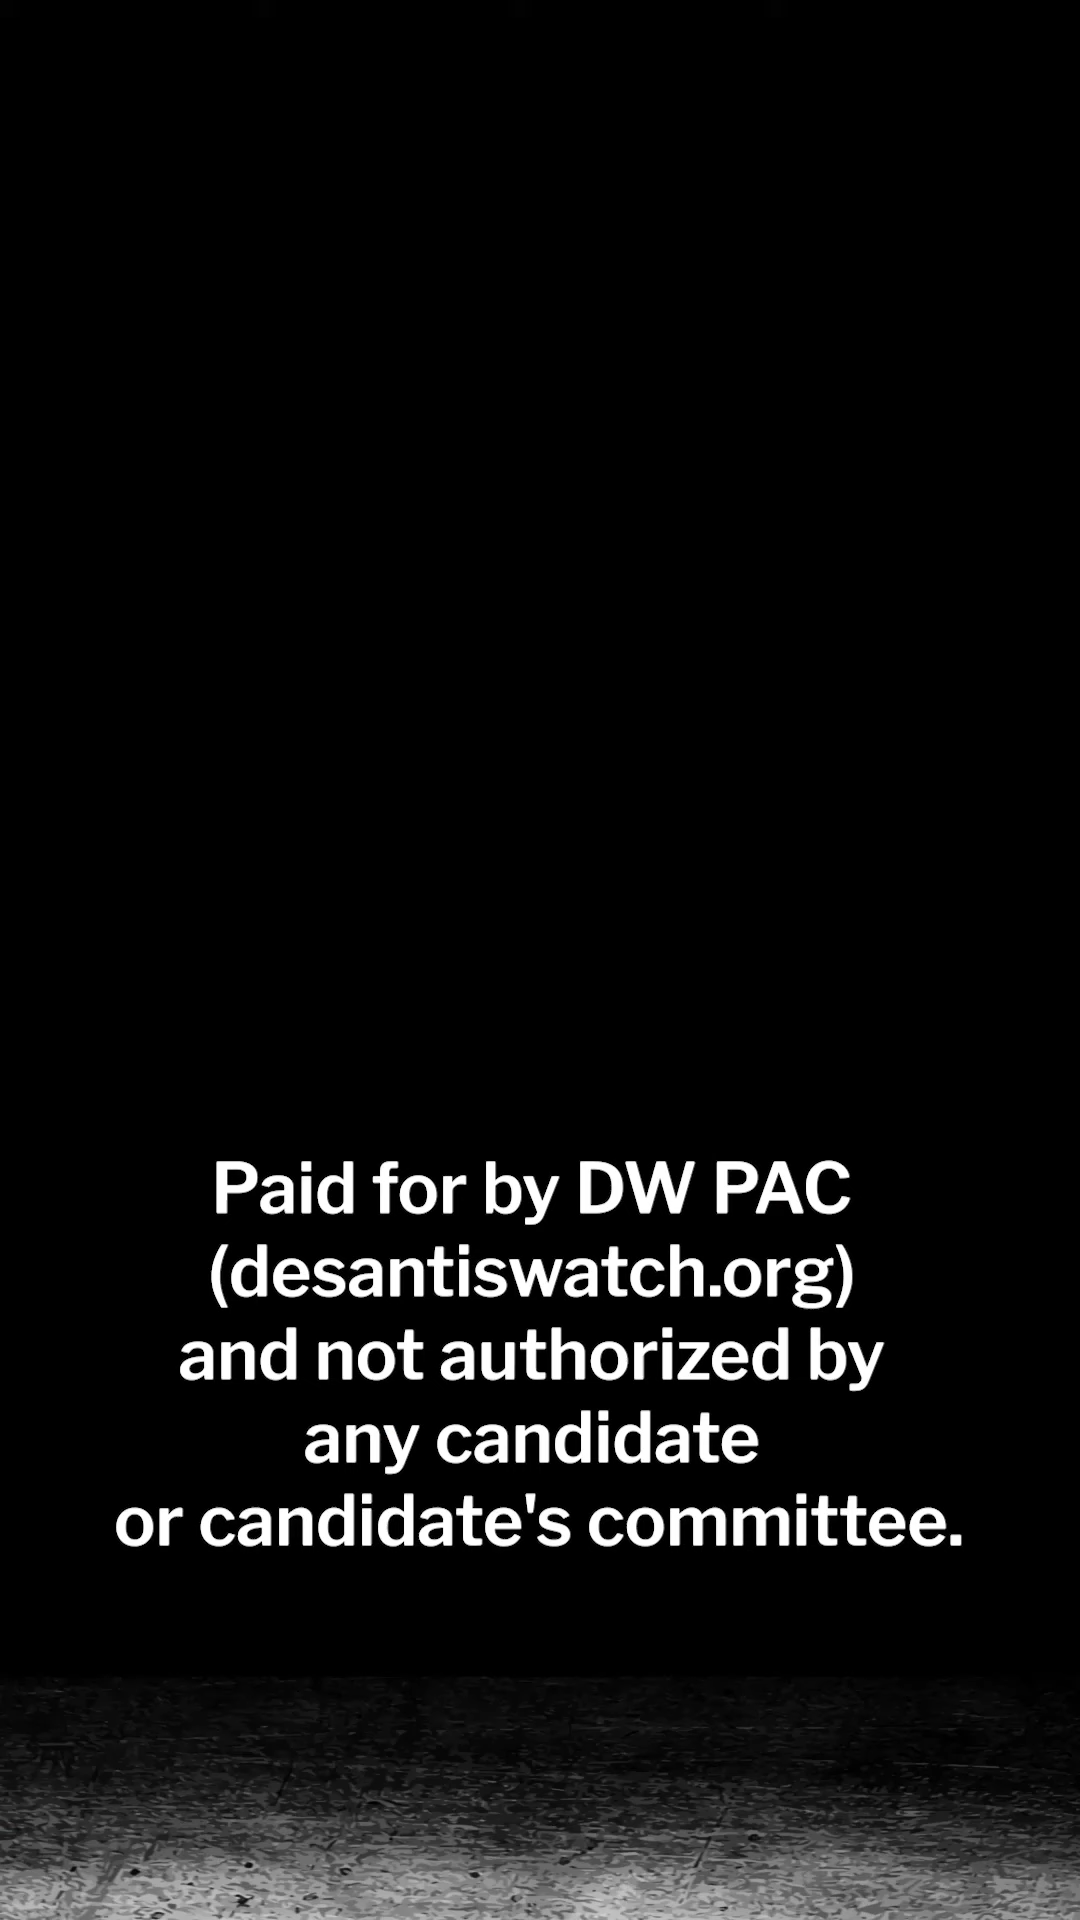 Paid for by DW PAC
(desantiswatch.org)
and not authorized by
any candidate
or candidate's committee.